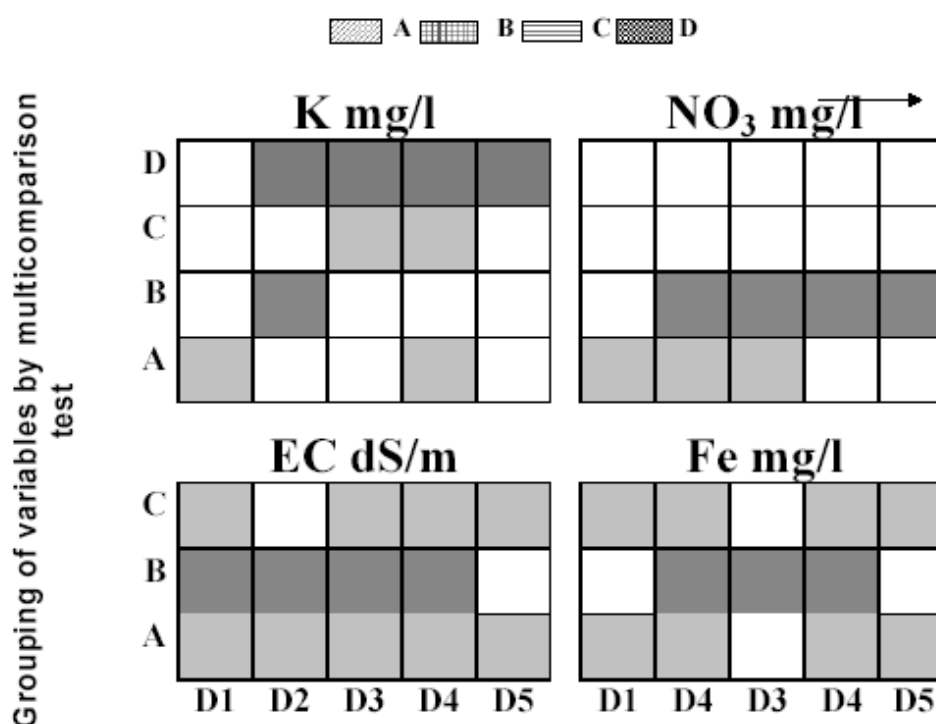 A B C D
Grouping of variables by multicomparison
test
K mg/l
D
C
B
A
NO₃ mg/l
EC dS/m
C
B
A
D1 D2 D3 D4 D5
Fe mg/l
D1 D4 D3 D4 D5